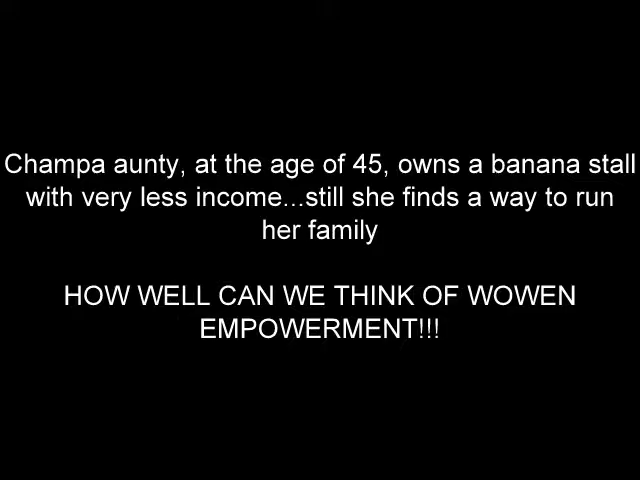 Champa aunty, at the age of 45, owns a banana stall
with very less income...still she finds a way to run
her family
HOW WELL CAN WE THINK OF WOWEN
EMPOWERMENT!!!